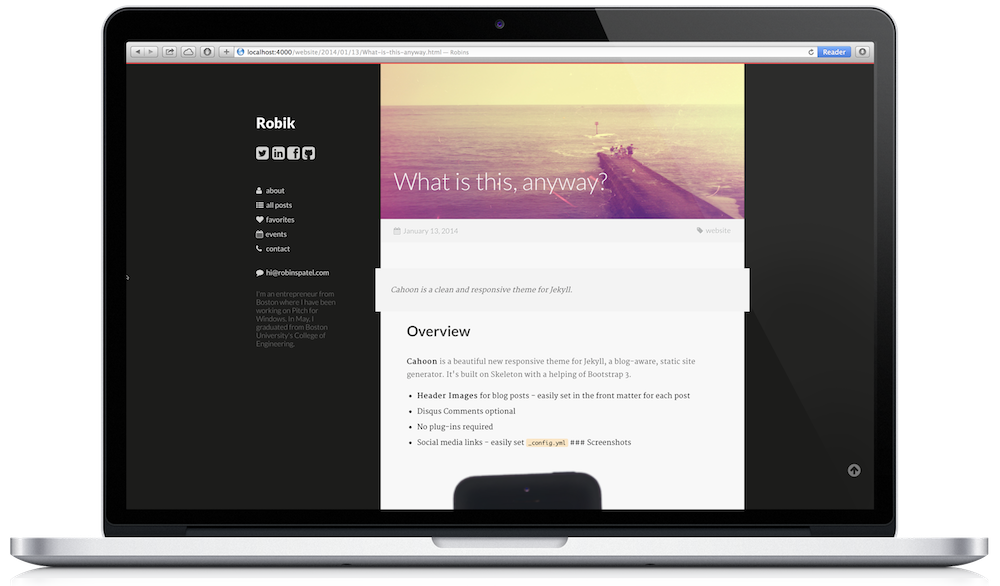 localhost:4000/website/2014/01/13/What-is-this-anyway.html — Robins
Reader
Robik
about
all posts
favorites
events
contact
hi@robinspatel.com
I'm an entrepreneur from
Boston where I have been
working on Pitch for
Windows. In May, I
graduated from Boston
University's College of
Engineering.
What is this, anyway?
January 13, 2014
website
Cahoon is a clean and responsive theme for Jekyll.
Overview
Cahoon is a beautiful new responsive theme for Jekyll, a blog-aware, static site
generator. It's built on Skeleton with a helping of Bootstrap 3.
• Header Images for blog posts – easily set in the front matter for each post
• Disqus Comments optional
• No plug-ins required
• Social media links – easily set _config.yml ### Screenshots